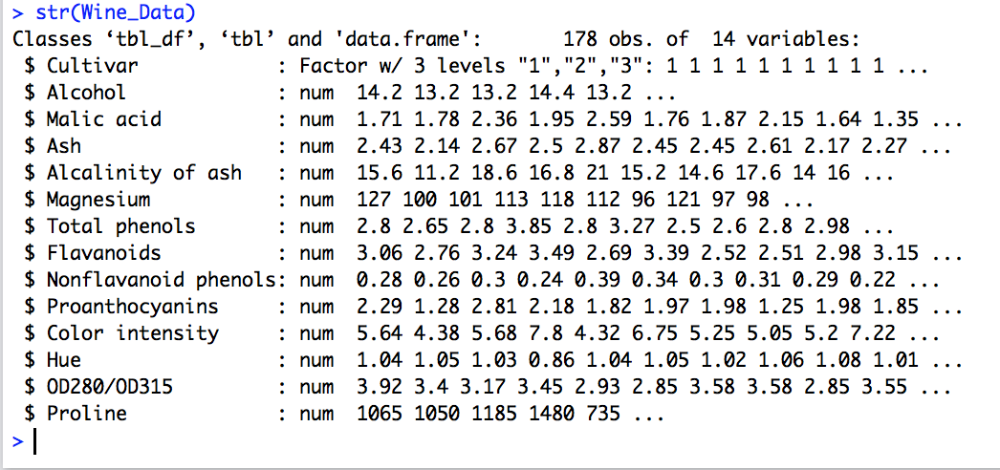 > str(Wine_Data)
Classes ‘tbl_df’, ‘tbl’ and 'data.frame':       178 obs. of  14 variables:
 $ Cultivar            : Factor w/ 3 levels "1","2","3": 1 1 1 1 1 1 1 1 1 1 ...
 $ Alcohol             : num  14.2 13.2 13.2 14.4 13.2 ...
 $ Malic acid          : num  1.71 1.78 2.36 1.95 2.59 1.76 1.87 2.15 1.64 1.35 ...
 $ Ash                 : num  2.43 2.14 2.67 2.5 2.87 2.45 2.45 2.61 2.17 2.27 ...
 $ Alcalinity of ash   : num  15.6 11.2 18.6 16.8 21 15.2 14.6 17.6 14 16 ...
 $ Magnesium           : num  127 100 101 113 118 112 96 121 97 98 ...
 $ Total phenols       : num  2.8 2.65 2.8 3.85 2.8 3.27 2.5 2.6 2.8 2.98 ...
 $ Flavanoids          : num  3.06 2.76 3.24 3.49 2.69 3.39 2.52 2.51 2.98 3.15 ...
 $ Nonflavanoid phenols: num  0.28 0.26 0.3 0.24 0.39 0.34 0.3 0.31 0.29 0.22 ...
 $ Proanthocyanins     : num  2.29 1.28 2.81 2.18 1.82 1.97 1.98 1.25 1.98 1.85 ...
 $ Color intensity     : num  5.64 4.38 5.68 7.8 4.32 6.75 5.25 5.05 5.2 7.22 ...
 $ Hue                 : num  1.04 1.05 1.03 0.86 1.04 1.05 1.02 1.06 1.08 1.01 ...
 $ OD280/OD315         : num  3.92 3.4 3.17 3.45 2.93 2.85 3.58 3.58 2.85 3.55 ...
 $ Proline             : num  1065 1050 1185 1480 735 ...
>